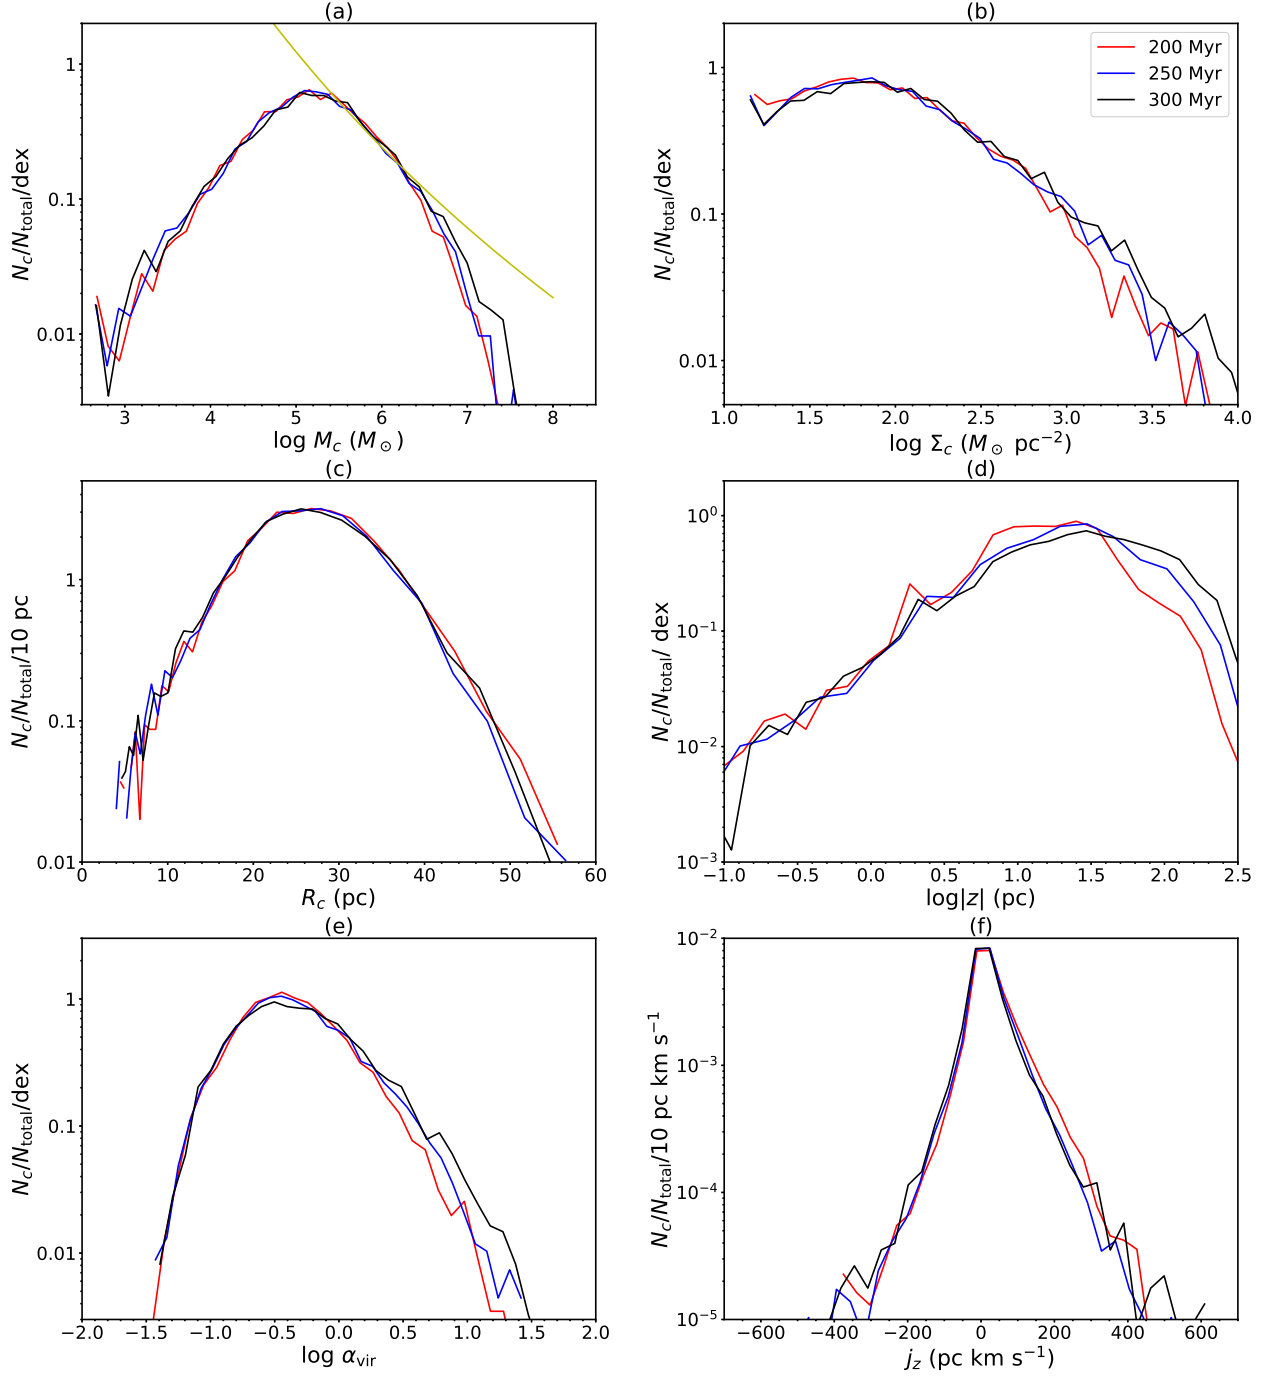 (a)
1
0.1
0.01
N_c/N_total/dex
3 4 5 6 7 8
log M_c (M_⊙)
(b)
200 Myr
250 Myr
300 Myr
1
0.1
0.01
N_c/N_total/dex
1.0 1.5 2.0 2.5 3.0 3.5 4.0
log Σ_c (M_⊙ pc⁻²)
(c)
1
0.1
0.01
N_c/N_total/10 pc
0 10 20 30 40 50 60
R_c (pc)
(d)
10⁰
10⁻¹
10⁻²
10⁻³
N_c/N_total/ dex
−1.0 −0.5 0.0 0.5 1.0 1.5 2.0 2.5
log|z| (pc)
(e)
1
0.1
0.01
N_c/N_total/dex
−2.0 −1.5 −1.0 −0.5 0.0 0.5 1.0 1.5 2.0
log α_vir
(f)
10⁻²
10⁻³
10⁻⁴
10⁻⁵
N_c/N_total/10 pc km s⁻¹
−600 −400 −200 0 200 400 600
j_z (pc km s⁻¹)